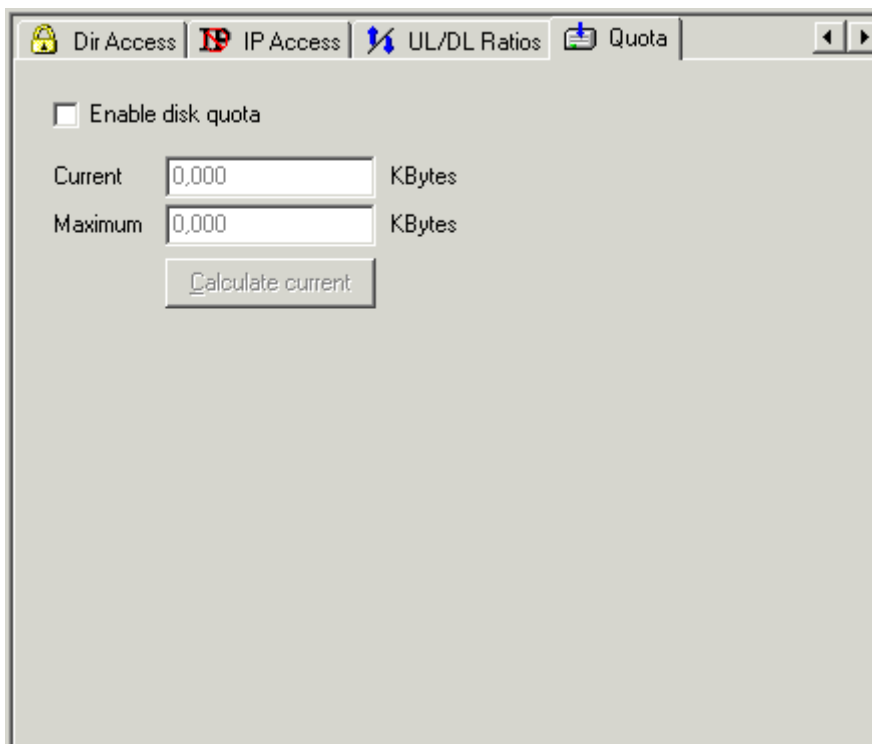 Dir Access IP Access UL/DL Ratios Quota
Enable disk quota
Current 0,000 KBytes
Maximum 0,000 KBytes
Calculate current